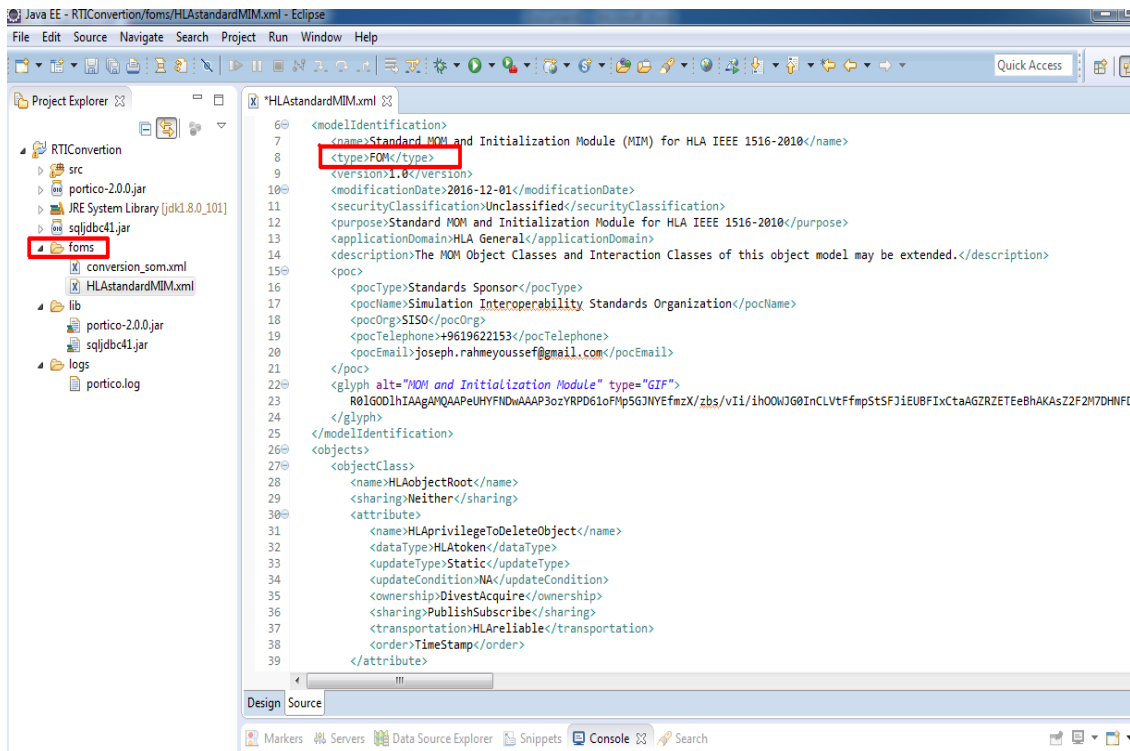 Java EE - RTIConvertion/foms/HLAstandardMIM.xml - Eclipse
File Edit Source Navigate Search Project Run Window Help
Quick Access
Project Explorer
RTIConvertion
src
portico-2.0.0.jar
JRE System Library [jdk1.8.0_101]
sqljdbc41.jar
foms
conversion_som.xml
HLAstandardMIM.xml
lib
portico-2.0.0.jar
sqljdbc41.jar
logs
portico.log
*HLAstandardMIM.xml
6 <modelIdentification>
7 <name>Standard MOM and Initialization Module (MIM) for HLA IEEE 1516-2010</name>
8 <type>FOM</type>
9 <version>1.0</version>
10 <modificationDate>2016-12-01</modificationDate>
11 <securityClassification>Unclassified</securityClassification>
12 <purpose>Standard MOM and Initialization Module for HLA IEEE 1516-2010</purpose>
13 <applicationDomain>HLA General</applicationDomain>
14 <description>The MOM Object Classes and Interaction Classes of this object model may be extended.</description>
15 <poc>
16 <pocType>Standards Sponsor</pocType>
17 <pocName>Simulation Interoperability Standards Organization</pocName>
18 <pocOrg>SISO</pocOrg>
19 <pocTelephone>+9619622153</pocTelephone>
20 <pocEmail>joseph.rahmeyoussef@gmail.com</pocEmail>
21 </poc>
22 <glyph alt="MOM and Initialization Module" type="GIF">
23
24 </glyph>
25 </modelIdentification>
26 <objects>
27 <objectClass>
28 <name>HLAobjectRoot</name>
29 <sharing>Neither</sharing>
30 <attribute>
31 <name>HLAprivilegeToDeleteObject</name>
32 <dataType>HLAtoken</dataType>
33 <updateType>Static</updateType>
34 <updateCondition>NA</updateCondition>
35 <ownership>DivestAcquire</ownership>
36 <sharing>PublishSubscribe</sharing>
37 <transportation>HLAreliable</transportation>
38 <order>TimeStamp</order>
39 </attribute>
Design Source
Markers Servers Data Source Explorer Snippets Console Search